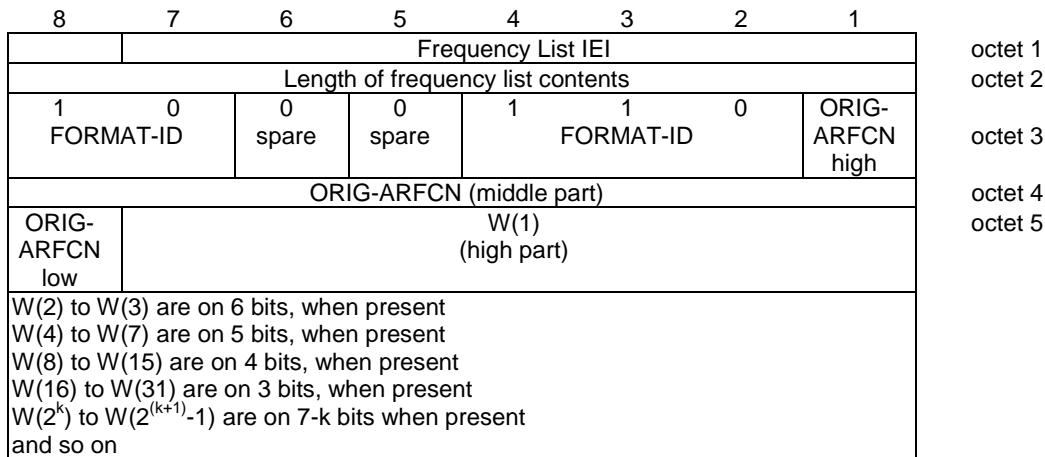 8 7 6 5 4 3 2 1
Frequency List IEI octet 1
Length of frequency list contents octet 2
1 0 0 0 1 1 0 ORIG-
FORMAT-ID spare spare FORMAT-ID ARFCN octet 3
high
ORIG-ARFCN (middle part) octet 4
ORIG- W(1) octet 5
ARFCN (high part)
low
W(2) to W(3) are on 6 bits, when present
W(4) to W(7) are on 5 bits, when present
W(8) to W(15) are on 4 bits, when present
W(16) to W(31) are on 3 bits, when present
W(2^k) to W(2^(k+1)-1) are on 7-k bits when present
and so on